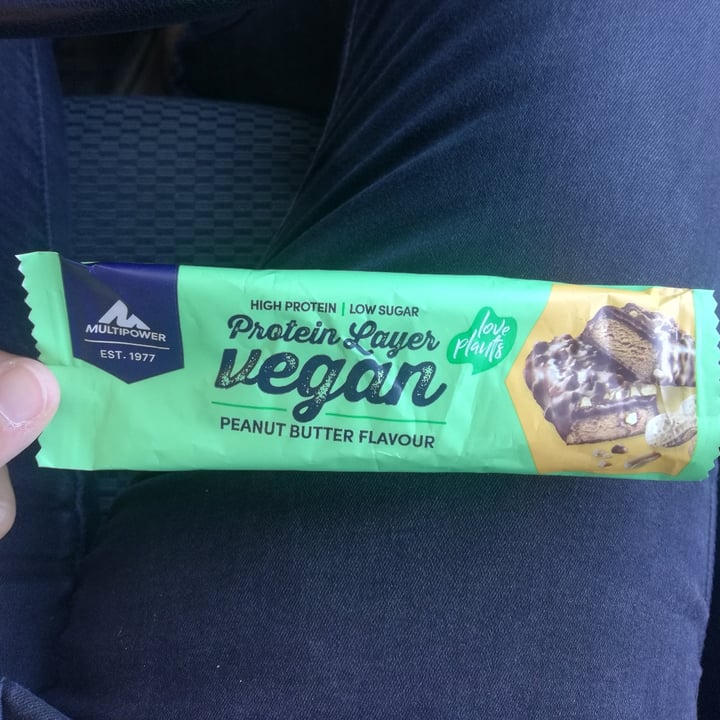 MULTIPOWER
EST. 1977
HIGH PROTEIN | LOW SUGAR
Protein Layer
vegan
PEANUT BUTTER FLAVOUR
love
plants